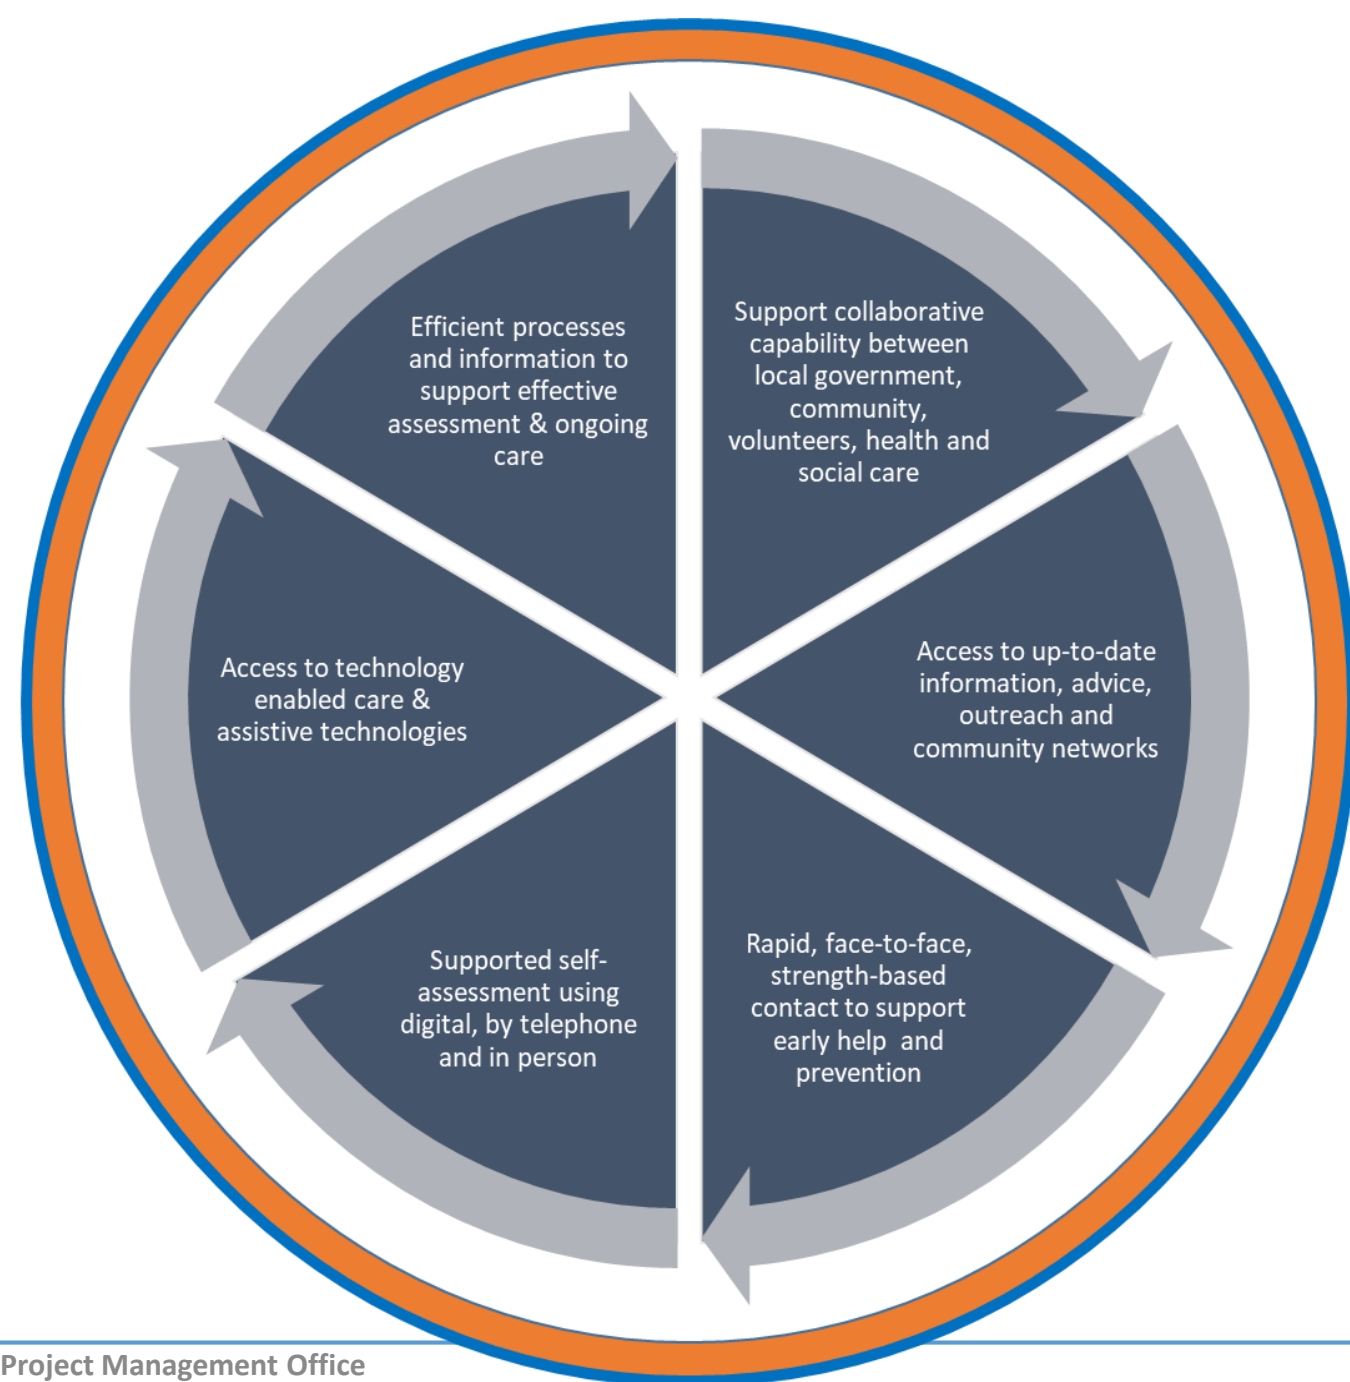 Efficient processes
and information to
support effective
assessment & ongoing
care
Support collaborative
capability between
local government,
community,
volunteers, health and
social care
Access to up-to-date
information, advice,
outreach and
community networks
Rapid, face-to-face,
strength-based
contact to support
early help  and
prevention
Supported self-
assessment using
digital, by telephone
and in person
Access to technology
enabled care &
assistive technologies
Project Management Office